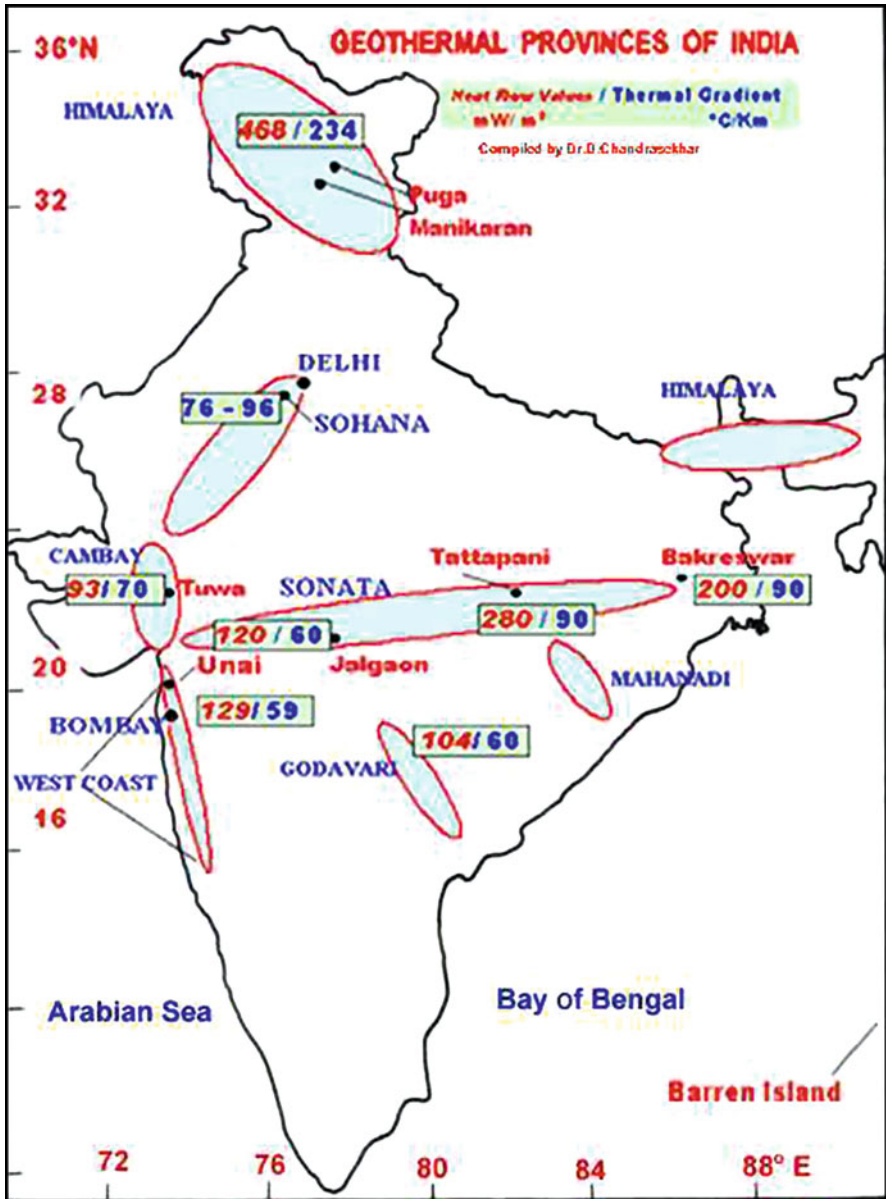 GEOTHERMAL PROVINCES OF INDIA
36°N
Heat flow Values / Thermal Gradient
mW/ m² °C/Km
HIMALAYA
468 / 234
Compiled by Dr.D.Chandrasekhar
32
Puga
Manikaran
DELHI
28
HIMALAYA
76 - 96
SOHANA
CAMBAY
Tattapani
Bakreswar
93/ 70
Tuwa
SONATA
200 / 90
280 / 90
120 / 60
20
Unai
Jalgaon
MAHANADI
129/ 59
BOMBAY
104/ 60
GODAVARI
WEST COAST
16
Arabian Sea
Bay of Bengal
Barren Island
72
76
80
84
88° E